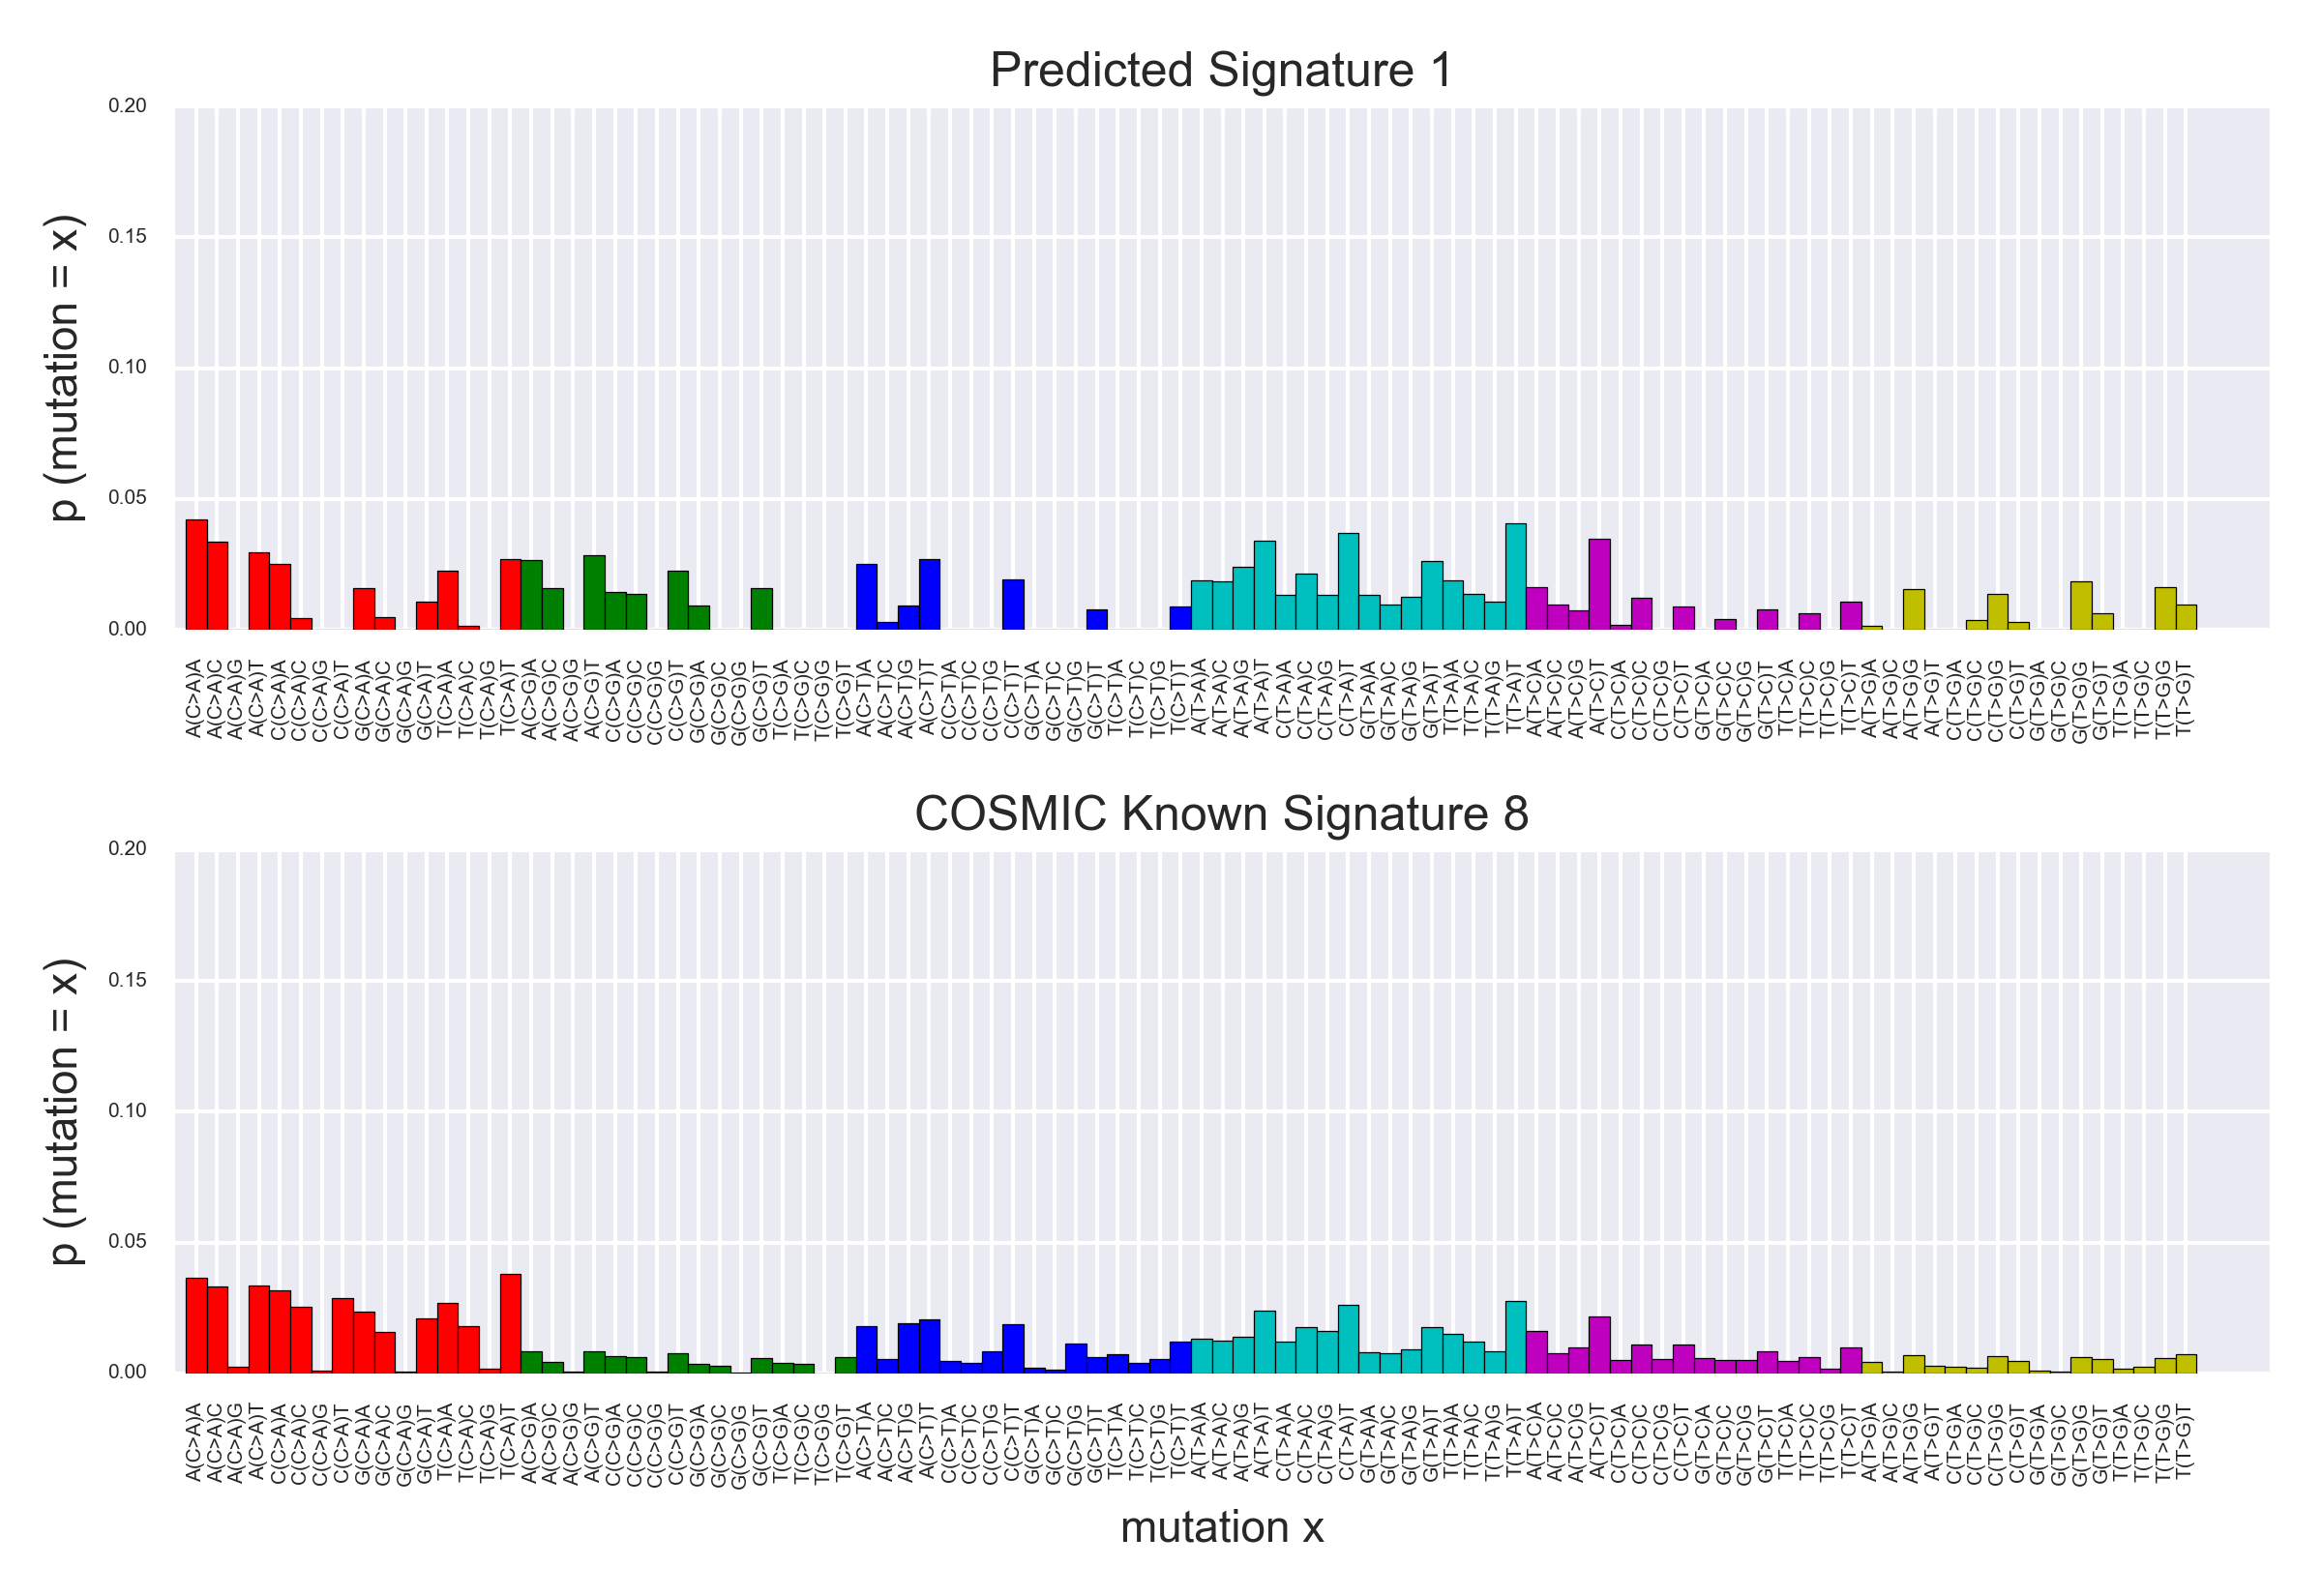 Predicted Signature 1
p (mutation = x)
0.20
0.15
0.10
0.05
0.00
A(C>A)A A(C>A)C A(C>A)G A(C>A)T C(C>A)A C(C>A)C C(C>A)G C(C>A)T G(C>A)A G(C>A)C G(C>A)G G(C>A)T T(C>A)A T(C>A)C T(C>A)G T(C>A)T A(C>G)A A(C>G)C A(C>G)G A(C>G)T C(C>G)A C(C>G)C C(C>G)G C(C>G)T G(C>G)A G(C>G)C G(C>G)G G(C>G)T T(C>G)A T(C>G)C T(C>G)G T(C>G)T A(C>T)A A(C>T)C A(C>T)G A(C>T)T C(C>T)A C(C>T)C C(C>T)G C(C>T)T G(C>T)A G(C>T)C G(C>T)G G(C>T)T T(C>T)A T(C>T)C T(C>T)G T(C>T)T A(T>A)A A(T>A)C A(T>A)G A(T>A)T C(T>A)A C(T>A)C C(T>A)G C(T>A)T G(T>A)A G(T>A)C G(T>A)G G(T>A)T T(T>A)A T(T>A)C T(T>A)G T(T>A)T A(T>C)A A(T>C)C A(T>C)G A(T>C)T C(T>C)A C(T>C)C C(T>C)G C(T>C)T G(T>C)A G(T>C)C G(T>C)G G(T>C)T T(T>C)A T(T>C)C T(T>C)G T(T>C)T A(T>G)A A(T>G)C A(T>G)G A(T>G)T C(T>G)A C(T>G)C C(T>G)G C(T>G)T G(T>G)A G(T>G)C G(T>G)G G(T>G)T T(T>G)A T(T>G)C T(T>G)G T(T>G)T
COSMIC Known Signature 8
p (mutation = x)
0.20
0.15
0.10
0.05
0.00
A(C>A)A A(C>A)C A(C>A)G A(C>A)T C(C>A)A C(C>A)C C(C>A)G C(C>A)T G(C>A)A G(C>A)C G(C>A)G G(C>A)T T(C>A)A T(C>A)C T(C>A)G T(C>A)T A(C>G)A A(C>G)C A(C>G)G A(C>G)T C(C>G)A C(C>G)C C(C>G)G C(C>G)T G(C>G)A G(C>G)C G(C>G)G G(C>G)T T(C>G)A T(C>G)C T(C>G)G T(C>G)T A(C>T)A A(C>T)C A(C>T)G A(C>T)T C(C>T)A C(C>T)C C(C>T)G C(C>T)T G(C>T)A G(C>T)C G(C>T)G G(C>T)T T(C>T)A T(C>T)C T(C>T)G T(C>T)T A(T>A)A A(T>A)C A(T>A)G A(T>A)T C(T>A)A C(T>A)C C(T>A)G C(T>A)T G(T>A)A G(T>A)C G(T>A)G G(T>A)T T(T>A)A T(T>A)C T(T>A)G T(T>A)T A(T>C)A A(T>C)C A(T>C)G A(T>C)T C(T>C)A C(T>C)C C(T>C)G C(T>C)T G(T>C)A G(T>C)C G(T>C)G G(T>C)T T(T>C)A T(T>C)C T(T>C)G T(T>C)T A(T>G)A A(T>G)C A(T>G)G A(T>G)T C(T>G)A C(T>G)C C(T>G)G C(T>G)T G(T>G)A G(T>G)C G(T>G)G G(T>G)T T(T>G)A T(T>G)C T(T>G)G T(T>G)T
mutation x